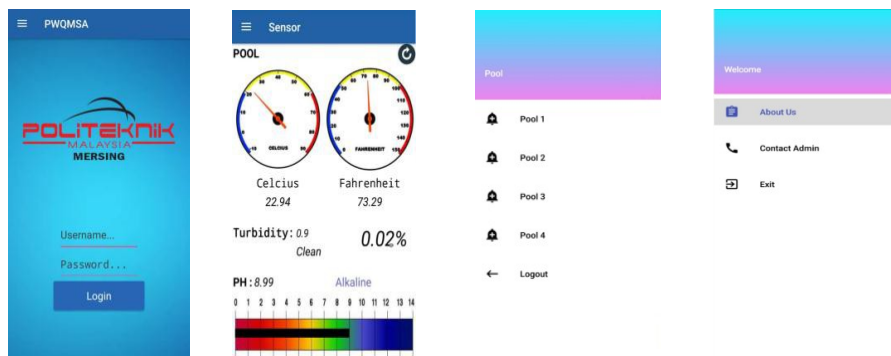 PWQMSA
POLITEKNIK
MALAYSIA
MERSING
Username...
Password...
Login
Sensor
POOL
CELCIUS
FAHRENHEIT
Celcius
Fahrenheit
22.94
73.29
Turbidity: 0.9
Clean
0.02%
PH : 8.99
Alkaline
0 1 2 3 4 5 6 7 8 9 10 11 12 13 14
Pool
Pool 1
Pool 2
Pool 3
Pool 4
Logout
Welcome
About Us
Contact Admin
Exit